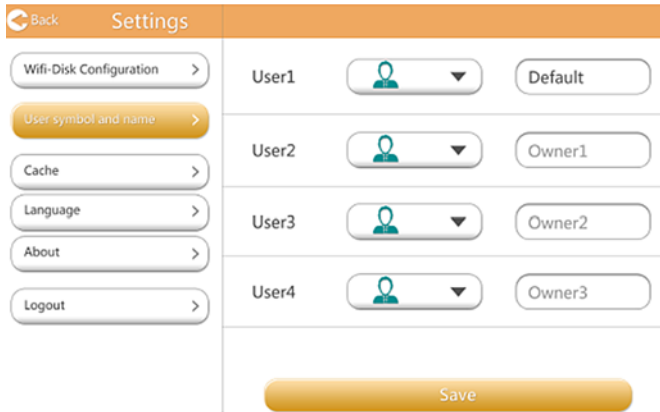 Back
Settings
Wifi-Disk Configuration
User symbol and name
Cache
Language
About
Logout
User1
Default
User2
Owner1
User3
Owner2
User4
Owner3
Save